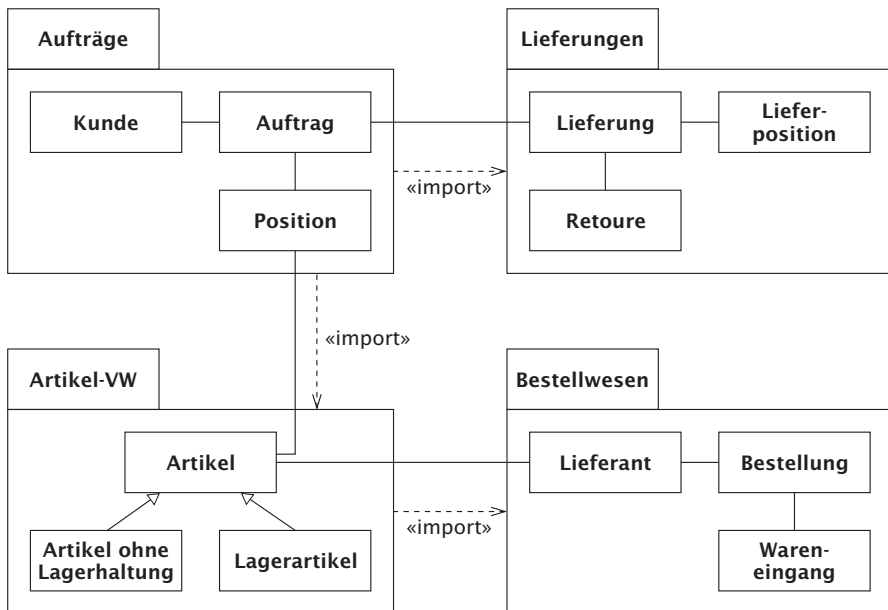 Aufträge
Lieferungen
Kunde
Auftrag
Lieferung
Liefer-
position
«import»
Position
Retoure
«import»
Artikel-VW
Bestellwesen
Artikel
Lieferant
Bestellung
«import»
Artikel ohne
Lagerhaltung
Lagerartikel
Waren-
eingang